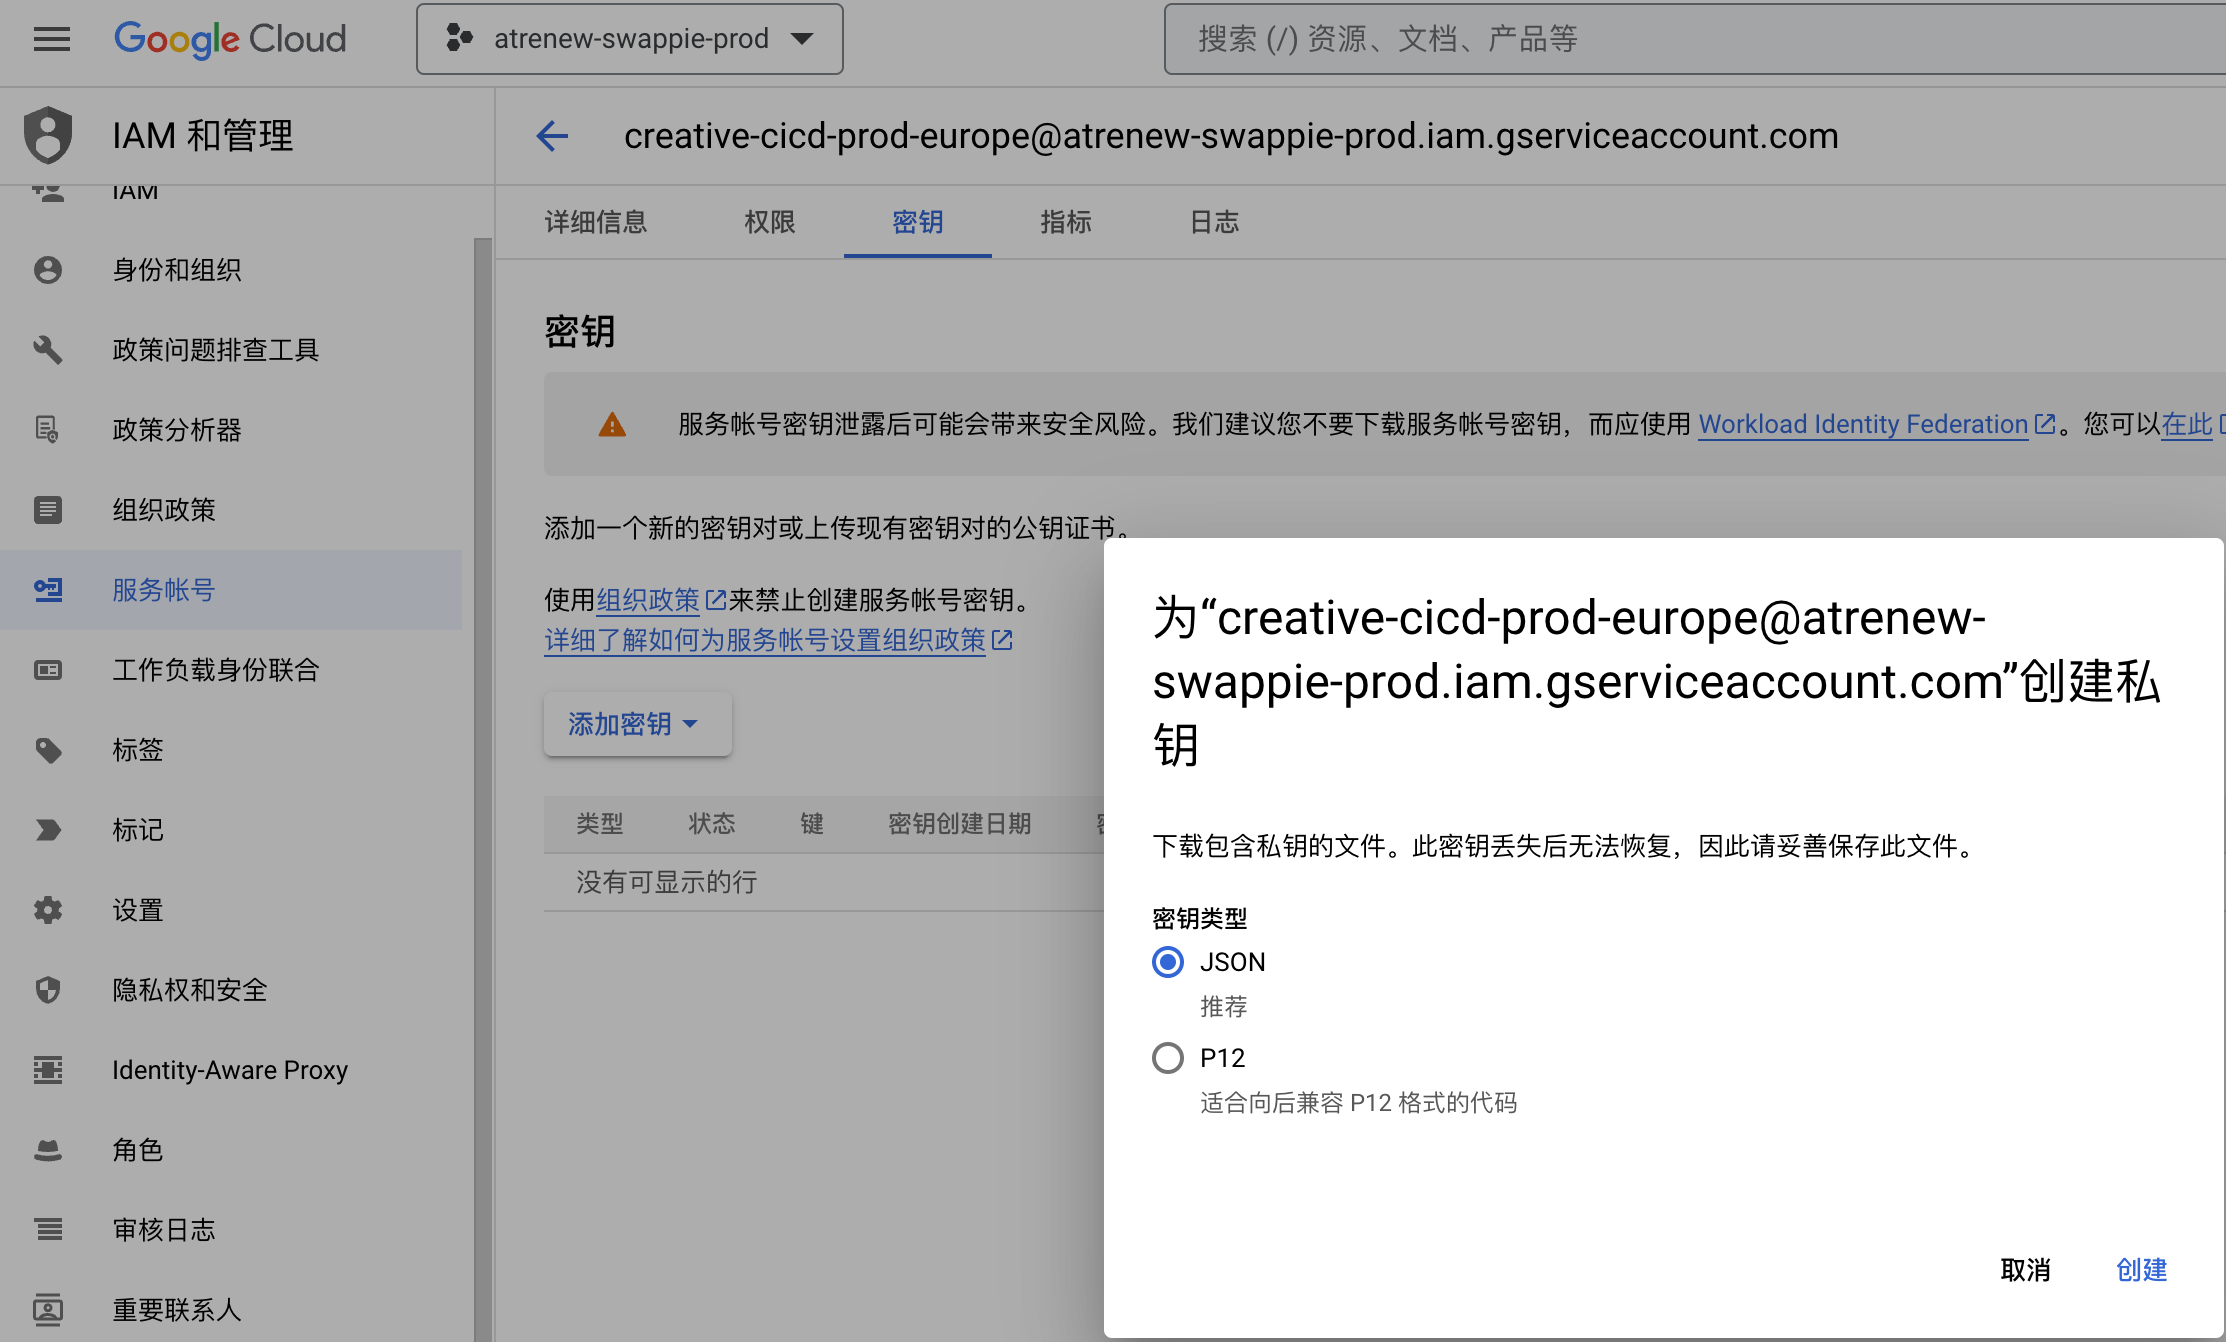 Google Cloud
atrenew-swappie-prod
搜索 (/) 资源、文档、产品等
IAM 和管理
creative-cicd-prod-europe@atrenew-swappie-prod.iam.gserviceaccount.com
IAM
身份和组织
政策问题排查工具
政策分析器
组织政策
服务帐号
工作负载身份联合
标签
标记
设置
隐私权和安全
Identity-Aware Proxy
角色
审核日志
重要联系人
详细信息
权限
密钥
指标
日志
密钥
服务帐号密钥泄露后可能会带来安全风险。我们建议您不要下载服务帐号密钥，而应使用 Workload Identity Federation。您可以在此
添加一个新的密钥对或上传现有密钥对的公钥证书。
使用组织政策来禁止创建服务帐号密钥。
详细了解如何为服务帐号设置组织政策
添加密钥
类型 状态 键 密钥创建日期
没有可显示的行
为“creative-cicd-prod-europe@atrenew-
swappie-prod.iam.gserviceaccount.com”创建私
钥
下载包含私钥的文件。此密钥丢失后无法恢复，因此请妥善保存此文件。
密钥类型
JSON
推荐
P12
适合向后兼容 P12 格式的代码
取消
创建